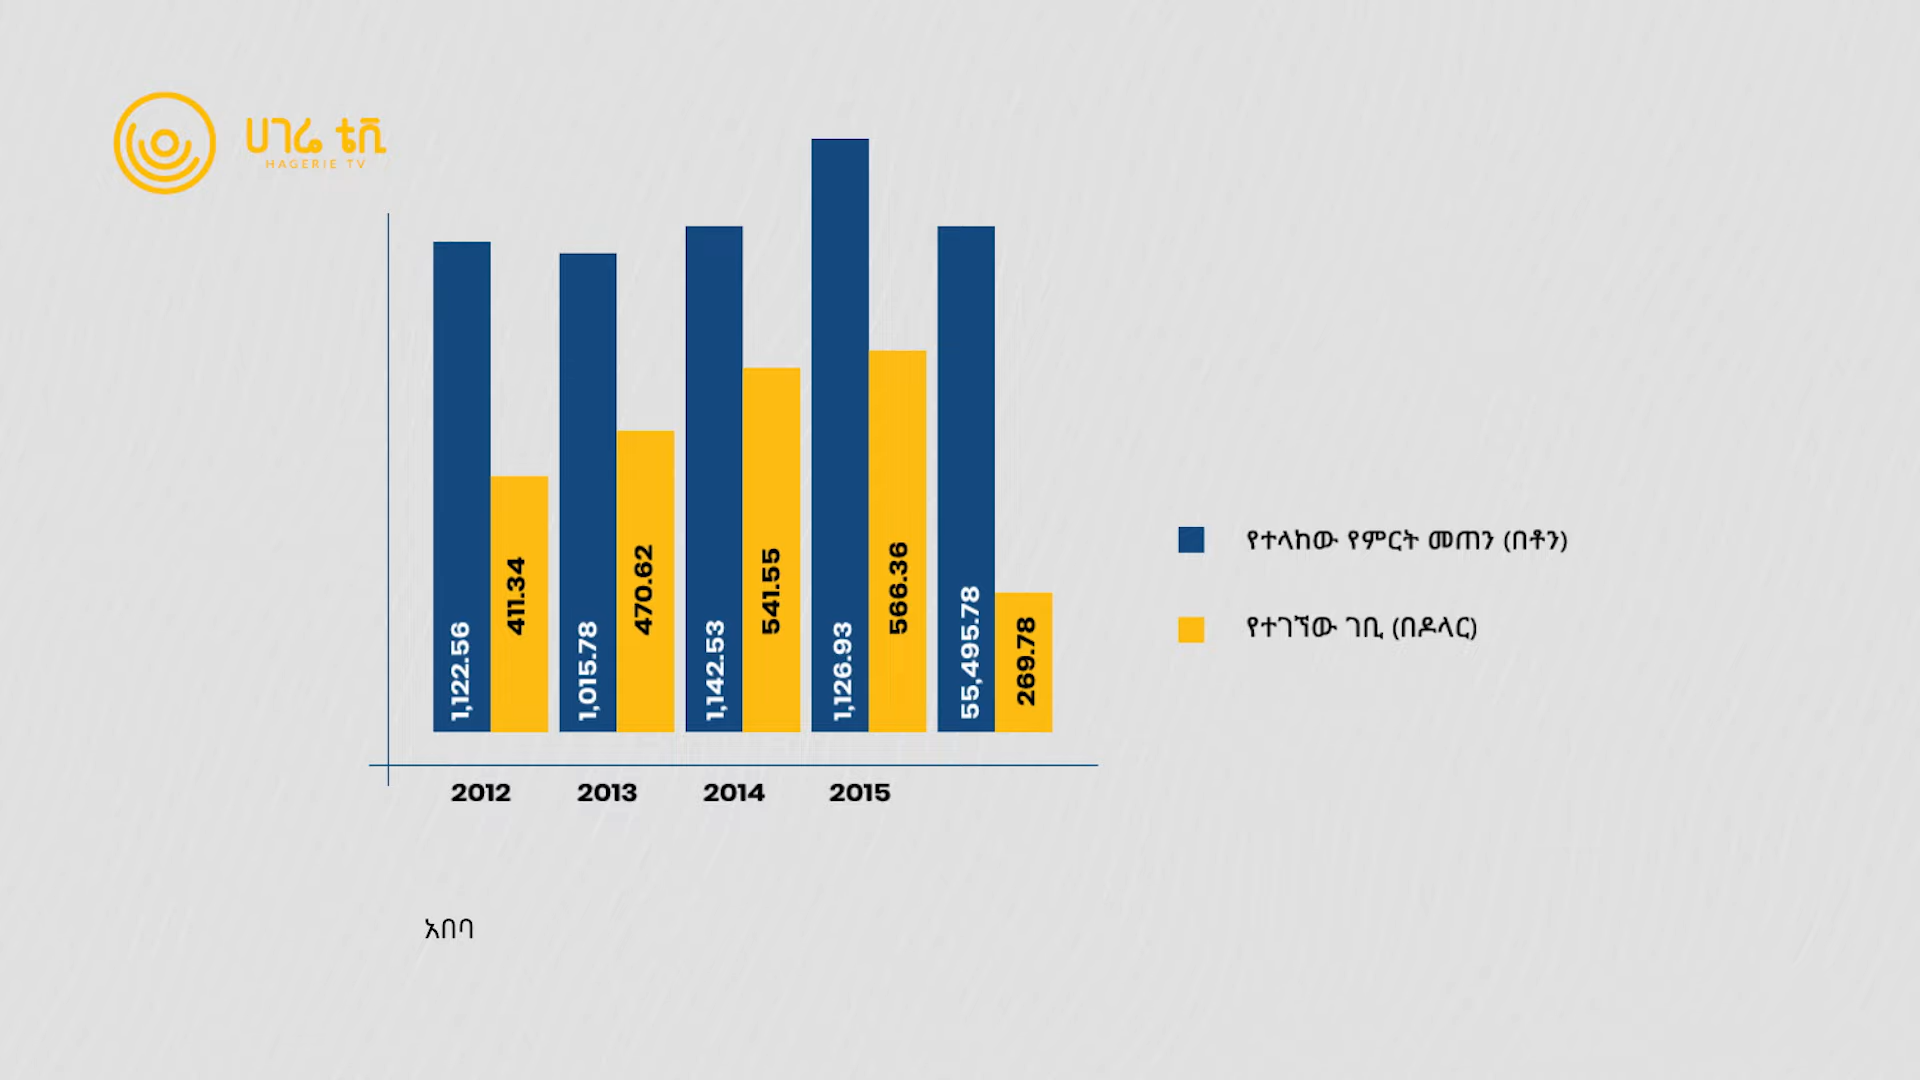 ሀገሬ ቴቪ
HAGERIE TV
1,122.56
411.34
1,015.78
470.62
1,142.53
541.55
1,126.93
566.36
55,495.78
269.78
2012 2013 2014 2015
የተላከው የምርት መጠን (በቶን)
የተገኘው ገቢ (በዶላር)
አበባ